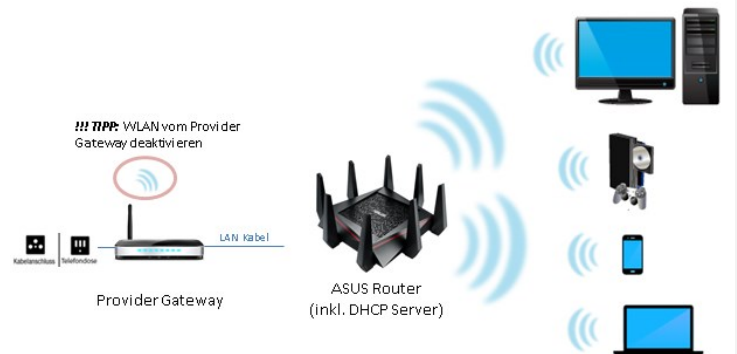 !!! TIPP: WLAN vom Provider
Gateway deaktivieren
LAN Kabel
Kabelanschluss
Telefondose
Provider Gateway
ASUS Router
(inkl. DHCP Server)